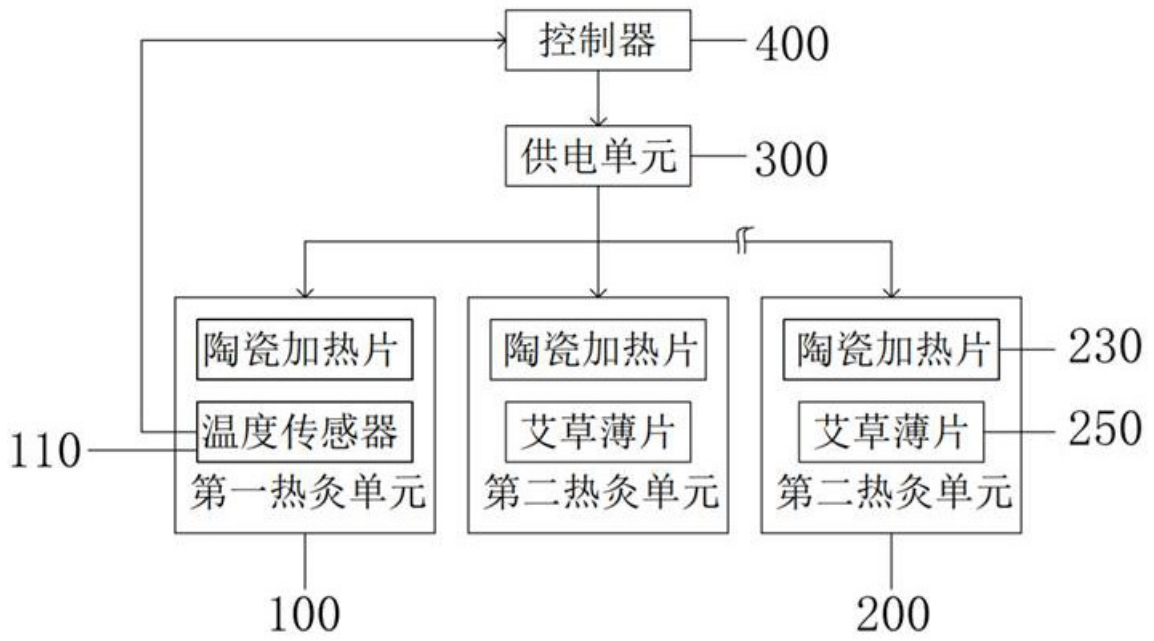 控制器
400
供电单元
300
陶瓷加热片
陶瓷加热片
陶瓷加热片
230
110
温度传感器
艾草薄片
艾草薄片
250
第一热灸单元
第二热灸单元
第二热灸单元
100
200